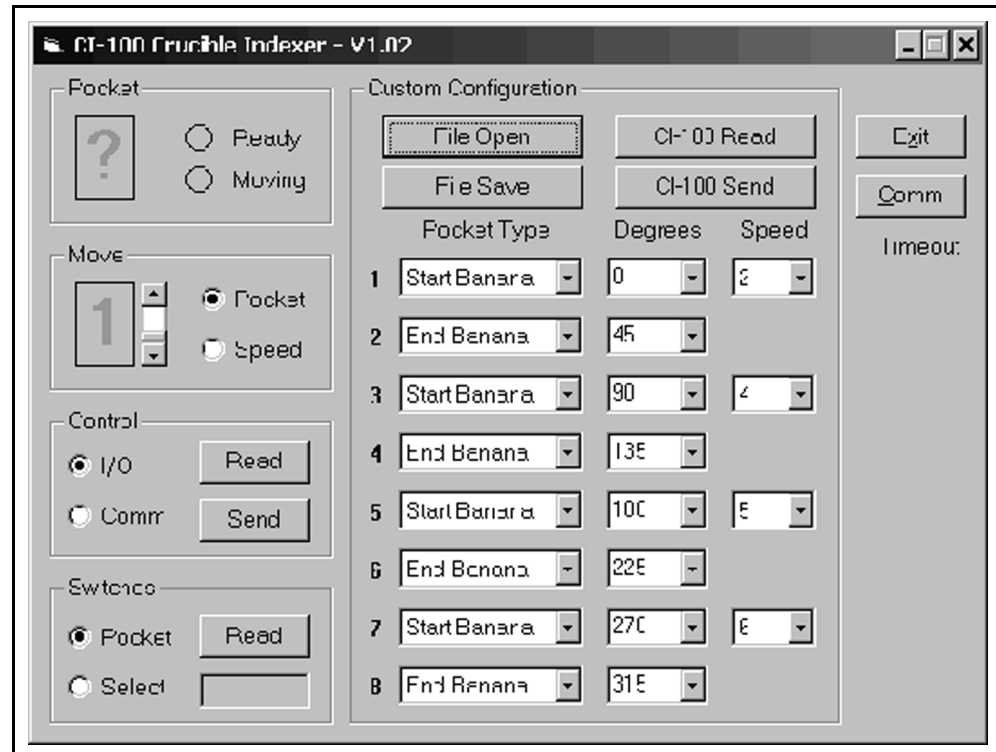 CI-100 Crucible Indexer - V1.02
Pocket
?
Ready
Moving
Move
1
Pocket
Speed
Control
I/O
Read
Comm
Send
Switches
Pocket
Read
Select
Custom Configuration
File Open
CI-100 Read
File Save
CI-100 Send
Pocket Type Degrees Speed
1 Start Banana 0
2 End Banana 45
3 Start Banana 90 4
4 End Banana 135
5 Start Banana 5
6 End Banana 225
7 Start Banana 270 6
8 End Banana 315
Exit
Comm
Timeout